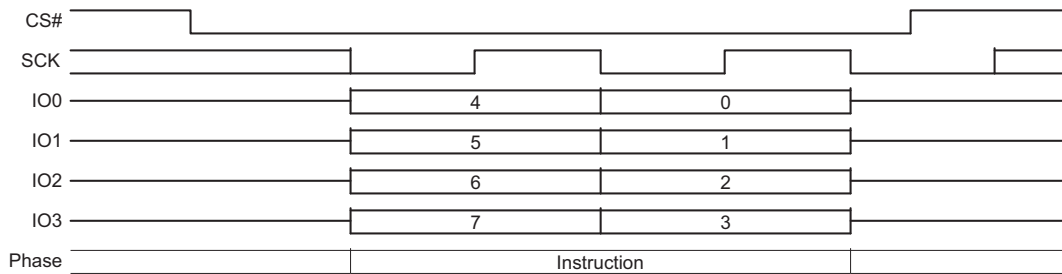 CS#
SCK
IO0 4 0
IO1 5 1
IO2 6 2
IO3 7 3
Phase Instruction